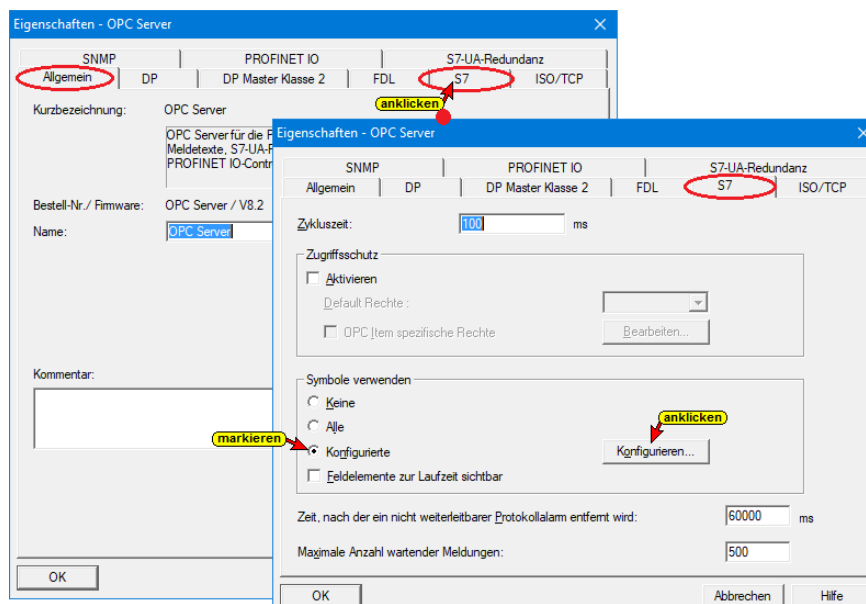 Eigenschaften - OPC Server
SNMP PROFINET IO S7-UA-Redundanz
Allgemein DP DP Master Klasse 2 FDL S7 ISO/TCP
anklicken
Kurzbezeichnung: OPC Server
OPC Server für die
Meldetexte, S7-UA-
PROFINET IO-Contr
Bestell-Nr./ Firmware: OPC Server / V8.2
Name: OPC Server
Kommentar:
markieren
OK
Eigenschaften - OPC Server
SNMP PROFINET IO S7-UA-Redundanz
Allgemein DP DP Master Klasse 2 FDL S7 ISO/TCP
Zykluszeit: 100 ms
Zugriffsschutz
Aktivieren
Default Rechte :
OPC Item spezifische Rechte Bearbeiten...
Symbole verwenden
Keine
Alle
anklicken
Konfigurierte Konfigurieren...
Feldelemente zur Laufzeit sichtbar
Zeit, nach der ein nicht weiterleitbarer Protokollalarm entfernt wird: 60000 ms
Maximale Anzahl wartender Meldungen: 500
OK Abbrechen Hilfe